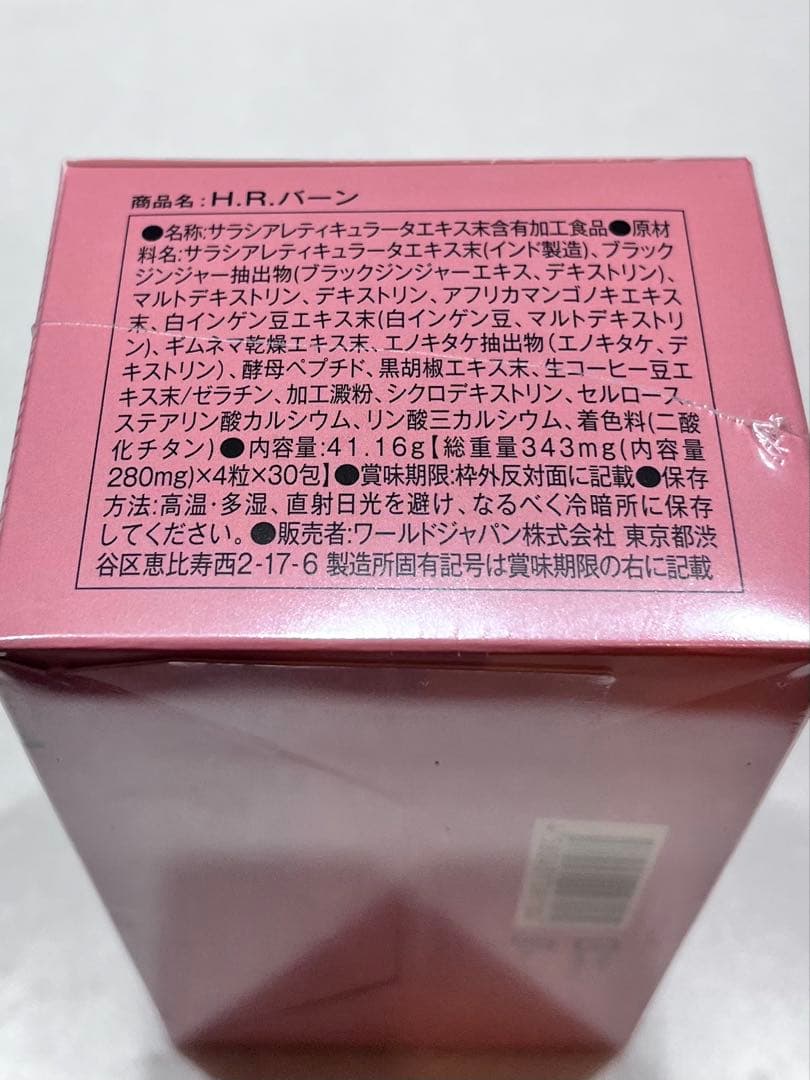 商品名:H.R.バーン
●名称:サラシアレティキュラータエキス末含有加工食品●原材
料名:サラシアレティキュラータエキス末(インド製造)、ブラック
ジンジャー抽出物(ブラックジンジャーエキス、デキストリン)、
マルトデキストリン、デキストリン、アフリカマンゴノキエキス
末、白インゲン豆エキス末(白インゲン豆、マルトデキストリ
ン)、ギムネマ乾燥エキス末、エノキタケ抽出物(エノキタケ、デ
キストリン)、酵母ペプチド、黒胡椒エキス末、生コーヒー豆エ
キス末/ゼラチン、加工澱粉、シクロデキストリン、セルロース、
ステアリン酸カルシウム、リン酸三カルシウム、着色料(二酸
化チタン)●内容量:41.16g【総重量343mg(内容量
280mg)×4粒×30包】●賞味期限:枠外反対面に記載●保存
方法:高温・多湿、直射日光を避け、なるべく冷暗所に保存
してください。●販売者:ワールドジャパン株式会社 東京都渋
谷区恵比寿西2-17-6 製造所固有記号は賞味期限の右に記載